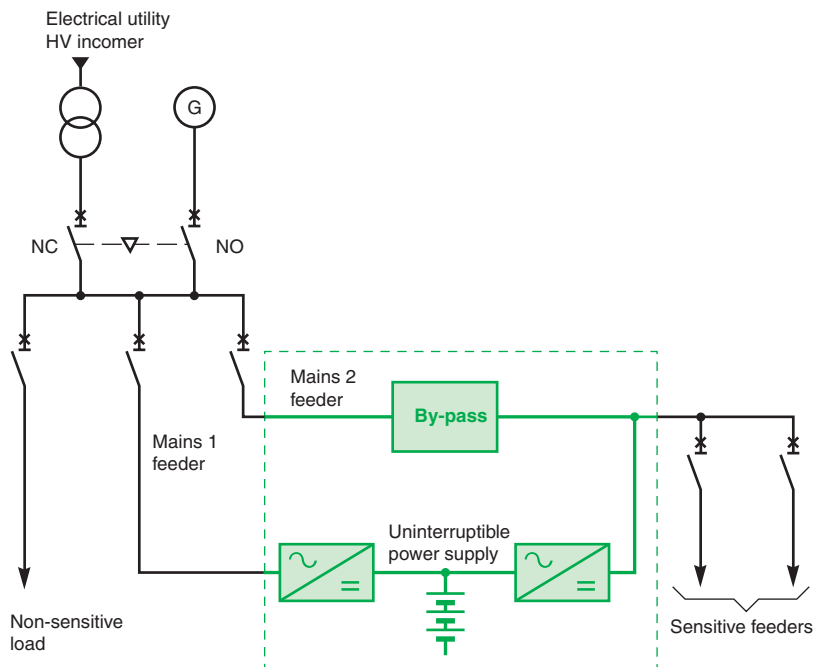 Electrical utility
HV incomer
G
NC
NO
Mains 2
feeder
By-pass
Mains 1
feeder
Uninterruptible
power supply
Non-sensitive
load
Sensitive feeders